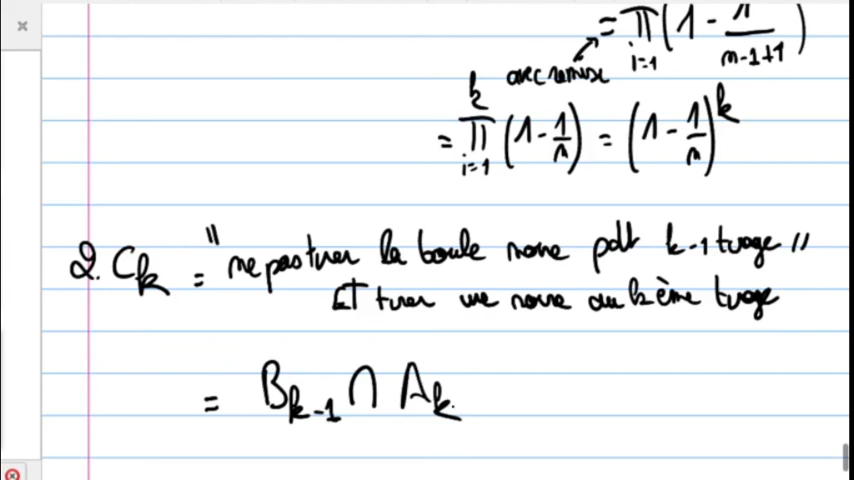 = ∏ i=1 (1 - 1/(n-1+1))
avec remise
= ∏ i=1 k (1 - 1/n) = (1 - 1/n)^k
2. Ck = "ne pas tirer la boule noire pdt k-1 tirage"
ET tirer une noire au kème tirage
= Bk-1 ∩ Ak